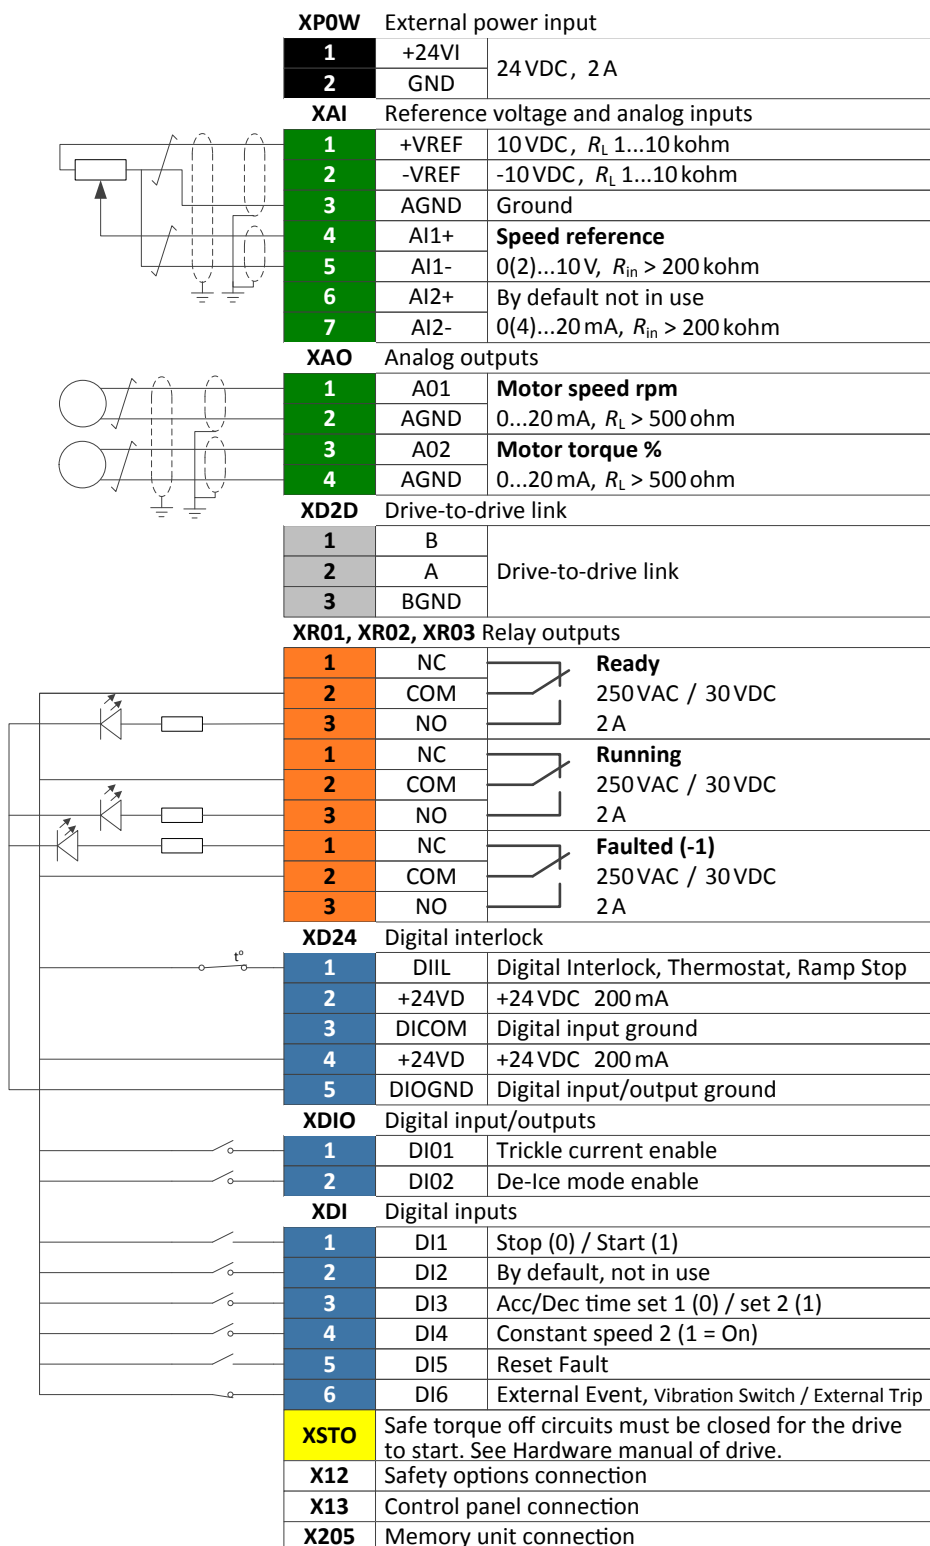 XP0W External power input
1 +24VI 24 VDC, 2 A
2 GND
XAI Reference voltage and analog inputs
1 +VREF 10 VDC, RL 1...10 kohm
2 -VREF -10 VDC, RL 1...10 kohm
3 AGND Ground
4 AI1+ Speed reference
5 AI1- 0(2)...10 V, Rin > 200 kohm
6 AI2+ By default not in use
7 AI2- 0(4)...20 mA, Rin > 200 kohm
XAO Analog outputs
1 A01 Motor speed rpm
2 AGND 0...20 mA, RL > 500 ohm
3 A02 Motor torque %
4 AGND 0...20 mA, RL > 500 ohm
XD2D Drive-to-drive link
1 B
2 A Drive-to-drive link
3 BGND
XR01, XR02, XR03 Relay outputs
1 NC Ready
2 COM 250 VAC / 30 VDC
3 NO 2 A
1 NC Running
2 COM 250 VAC / 30 VDC
3 NO 2 A
1 NC Faulted (-1)
2 COM 250 VAC / 30 VDC
3 NO 2 A
XD24 Digital interlock
t° 1 DIIL Digital Interlock, Thermostat, Ramp Stop
2 +24VD +24 VDC 200 mA
3 DICOM Digital input ground
4 +24VD +24 VDC 200 mA
5 DIOGND Digital input/output ground
XDIO Digital input/outputs
1 DI01 Trickle current enable
2 DI02 De-Ice mode enable
XDI Digital inputs
1 DI1 Stop (0) / Start (1)
2 DI2 By default, not in use
3 DI3 Acc/Dec time set 1 (0) / set 2 (1)
4 DI4 Constant speed 2 (1 = On)
5 DI5 Reset Fault
6 DI6 External Event, Vibration Switch / External Trip
XSTO Safe torque off circuits must be closed for the drive
to start. See Hardware manual of drive.
X12 Safety options connection
X13 Control panel connection
X205 Memory unit connection